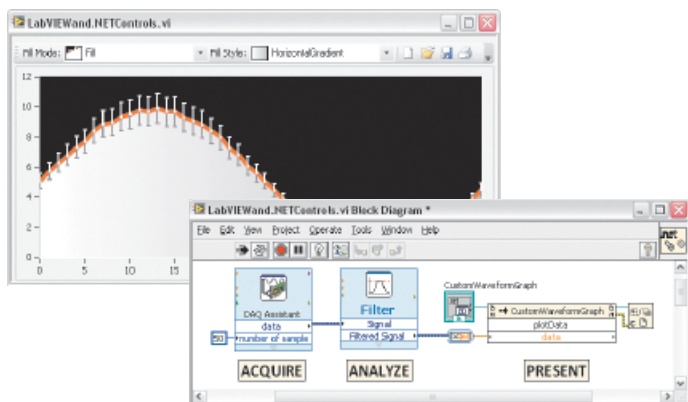 LabVIEWand.NETControls.vi
Fill Mode: Fill Fill Style: HorizontalGradient
12
10
8
6
4
2
0
0 5 10 15
LabVIEWand.NETControls.vi Block Diagram *
File Edit View Project Operate Tools Window Help
.net
CustomWaveformGraph
DAQ Assistant
data
number of sample
50
Filter
Signal
Filtered Signal
CustomWaveformGraph
plotData
data
ACQUIRE ANALYZE PRESENT